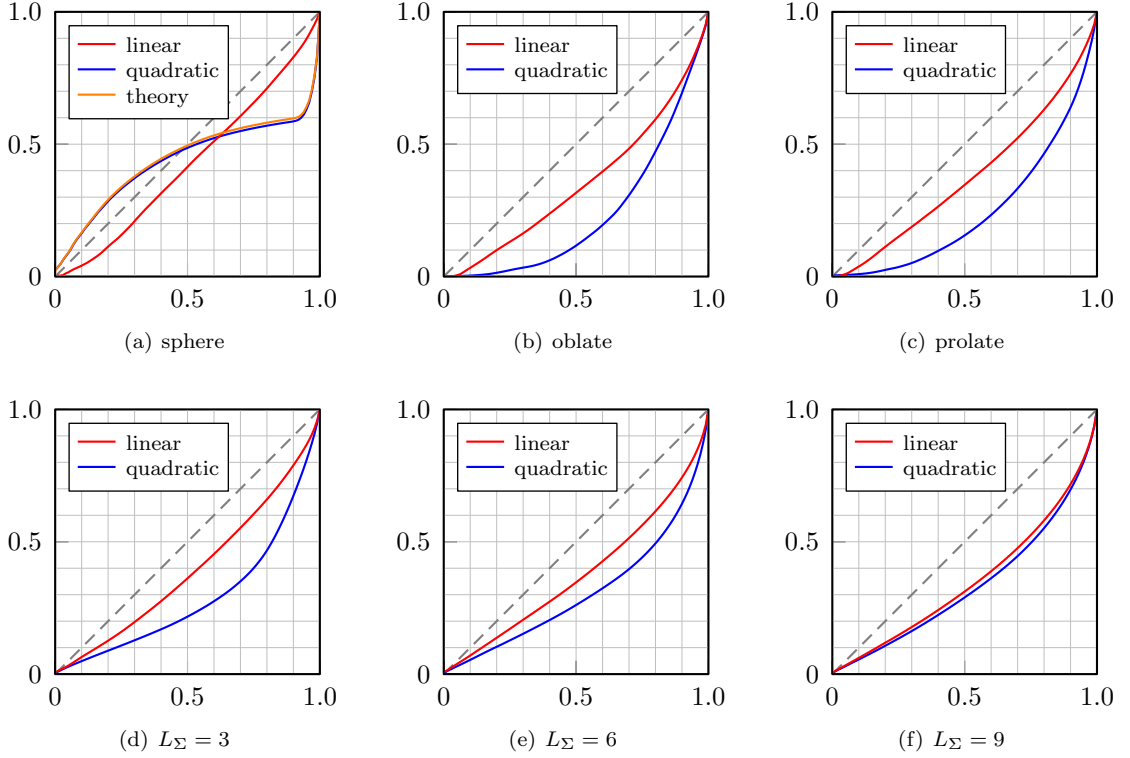 1.0
linear
quadratic
theory
0.5
0
0 0.5 1.0
(a) sphere
1.0
linear
quadratic
0.5
0
0 0.5 1.0
(b) oblate
1.0
linear
quadratic
0.5
0
0 0.5 1.0
(c) prolate
1.0
linear
quadratic
0.5
0
0 0.5 1.0
(d) L_Σ = 3
1.0
linear
quadratic
0.5
0
0 0.5 1.0
(e) L_Σ = 6
1.0
linear
quadratic
0.5
0
0 0.5 1.0
(f) L_Σ = 9